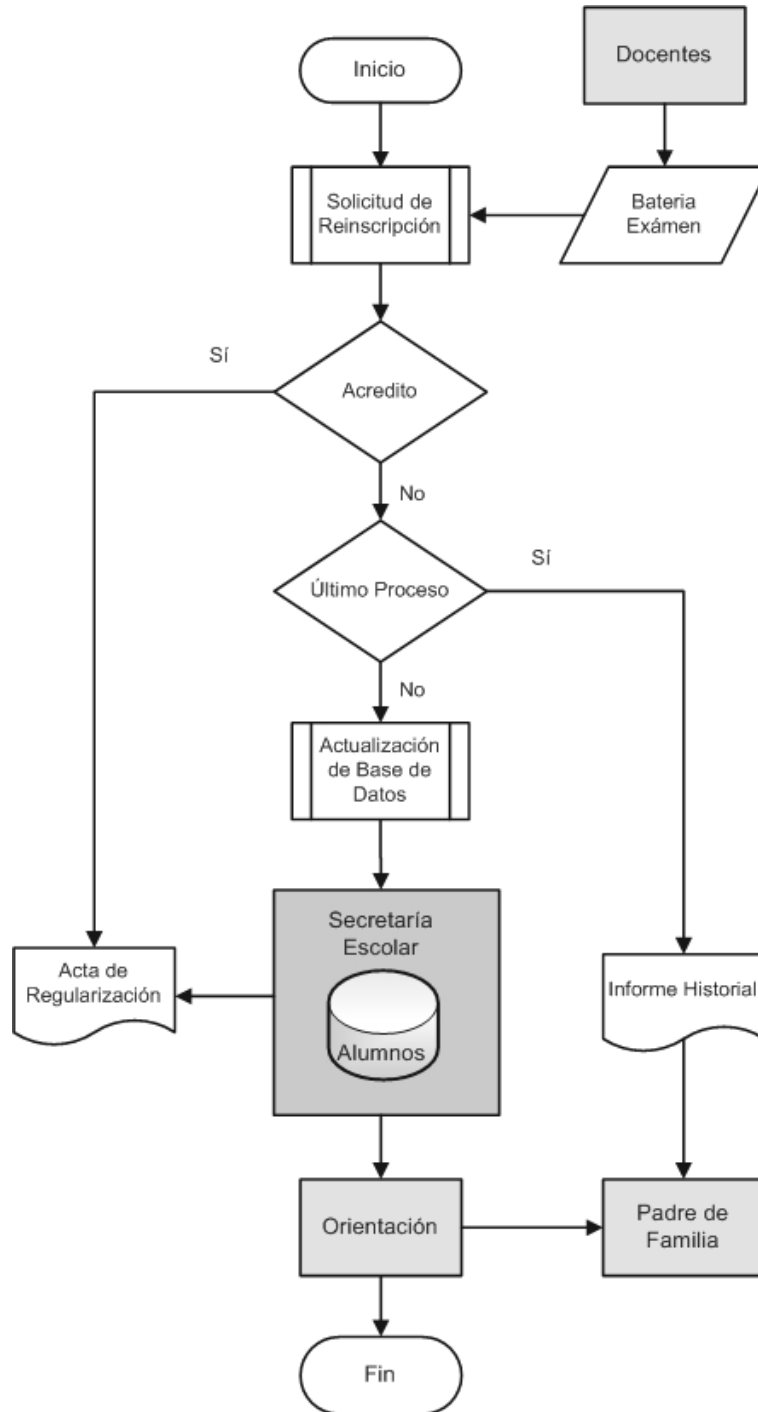 Inicio
Docentes
Solicitud de
Reinscripción
Bateria
Exámen
Sí
Acredito
No
Último Proceso
Sí
No
Actualización
de Base de
Datos
Secretaría
Escolar
Alumnos
Acta de
Regularización
Informe Historial
Orientación
Padre de
Familia
Fin